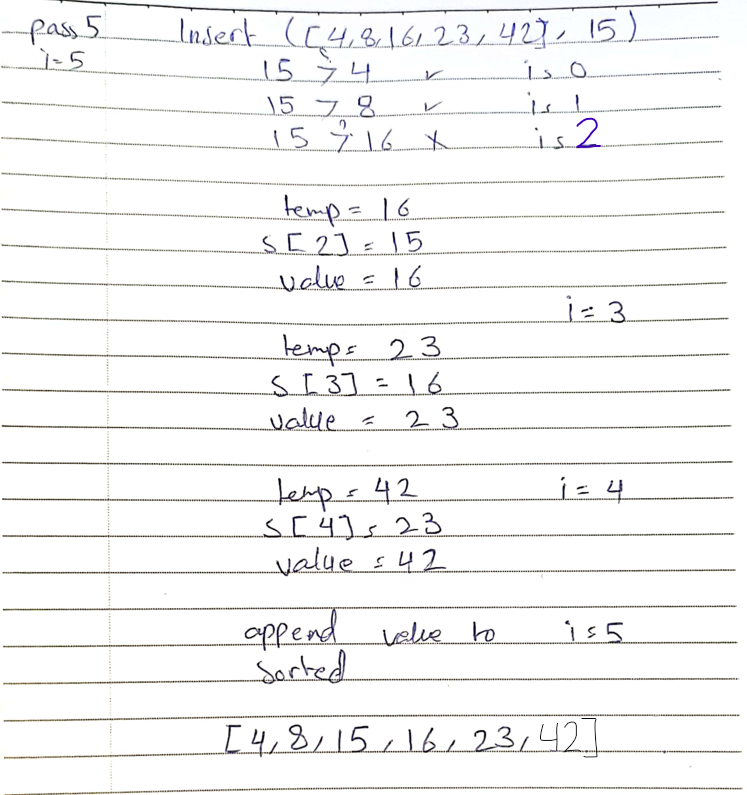 pass 5 Insert ([4,8,16,23,42], 15)
i=5 15 ?> 4 ✓ i=0
15 > 8 ✓ i=1
15 ?> 16 x i=2
temp = 16
S[2] = 15
value = 16
i=3
temp= 23
S[3] = 16
value = 23
temp = 42 i=4
S[4]=23
value =42
append value to i=5
Sorted
[4,8,15,16,23,42]